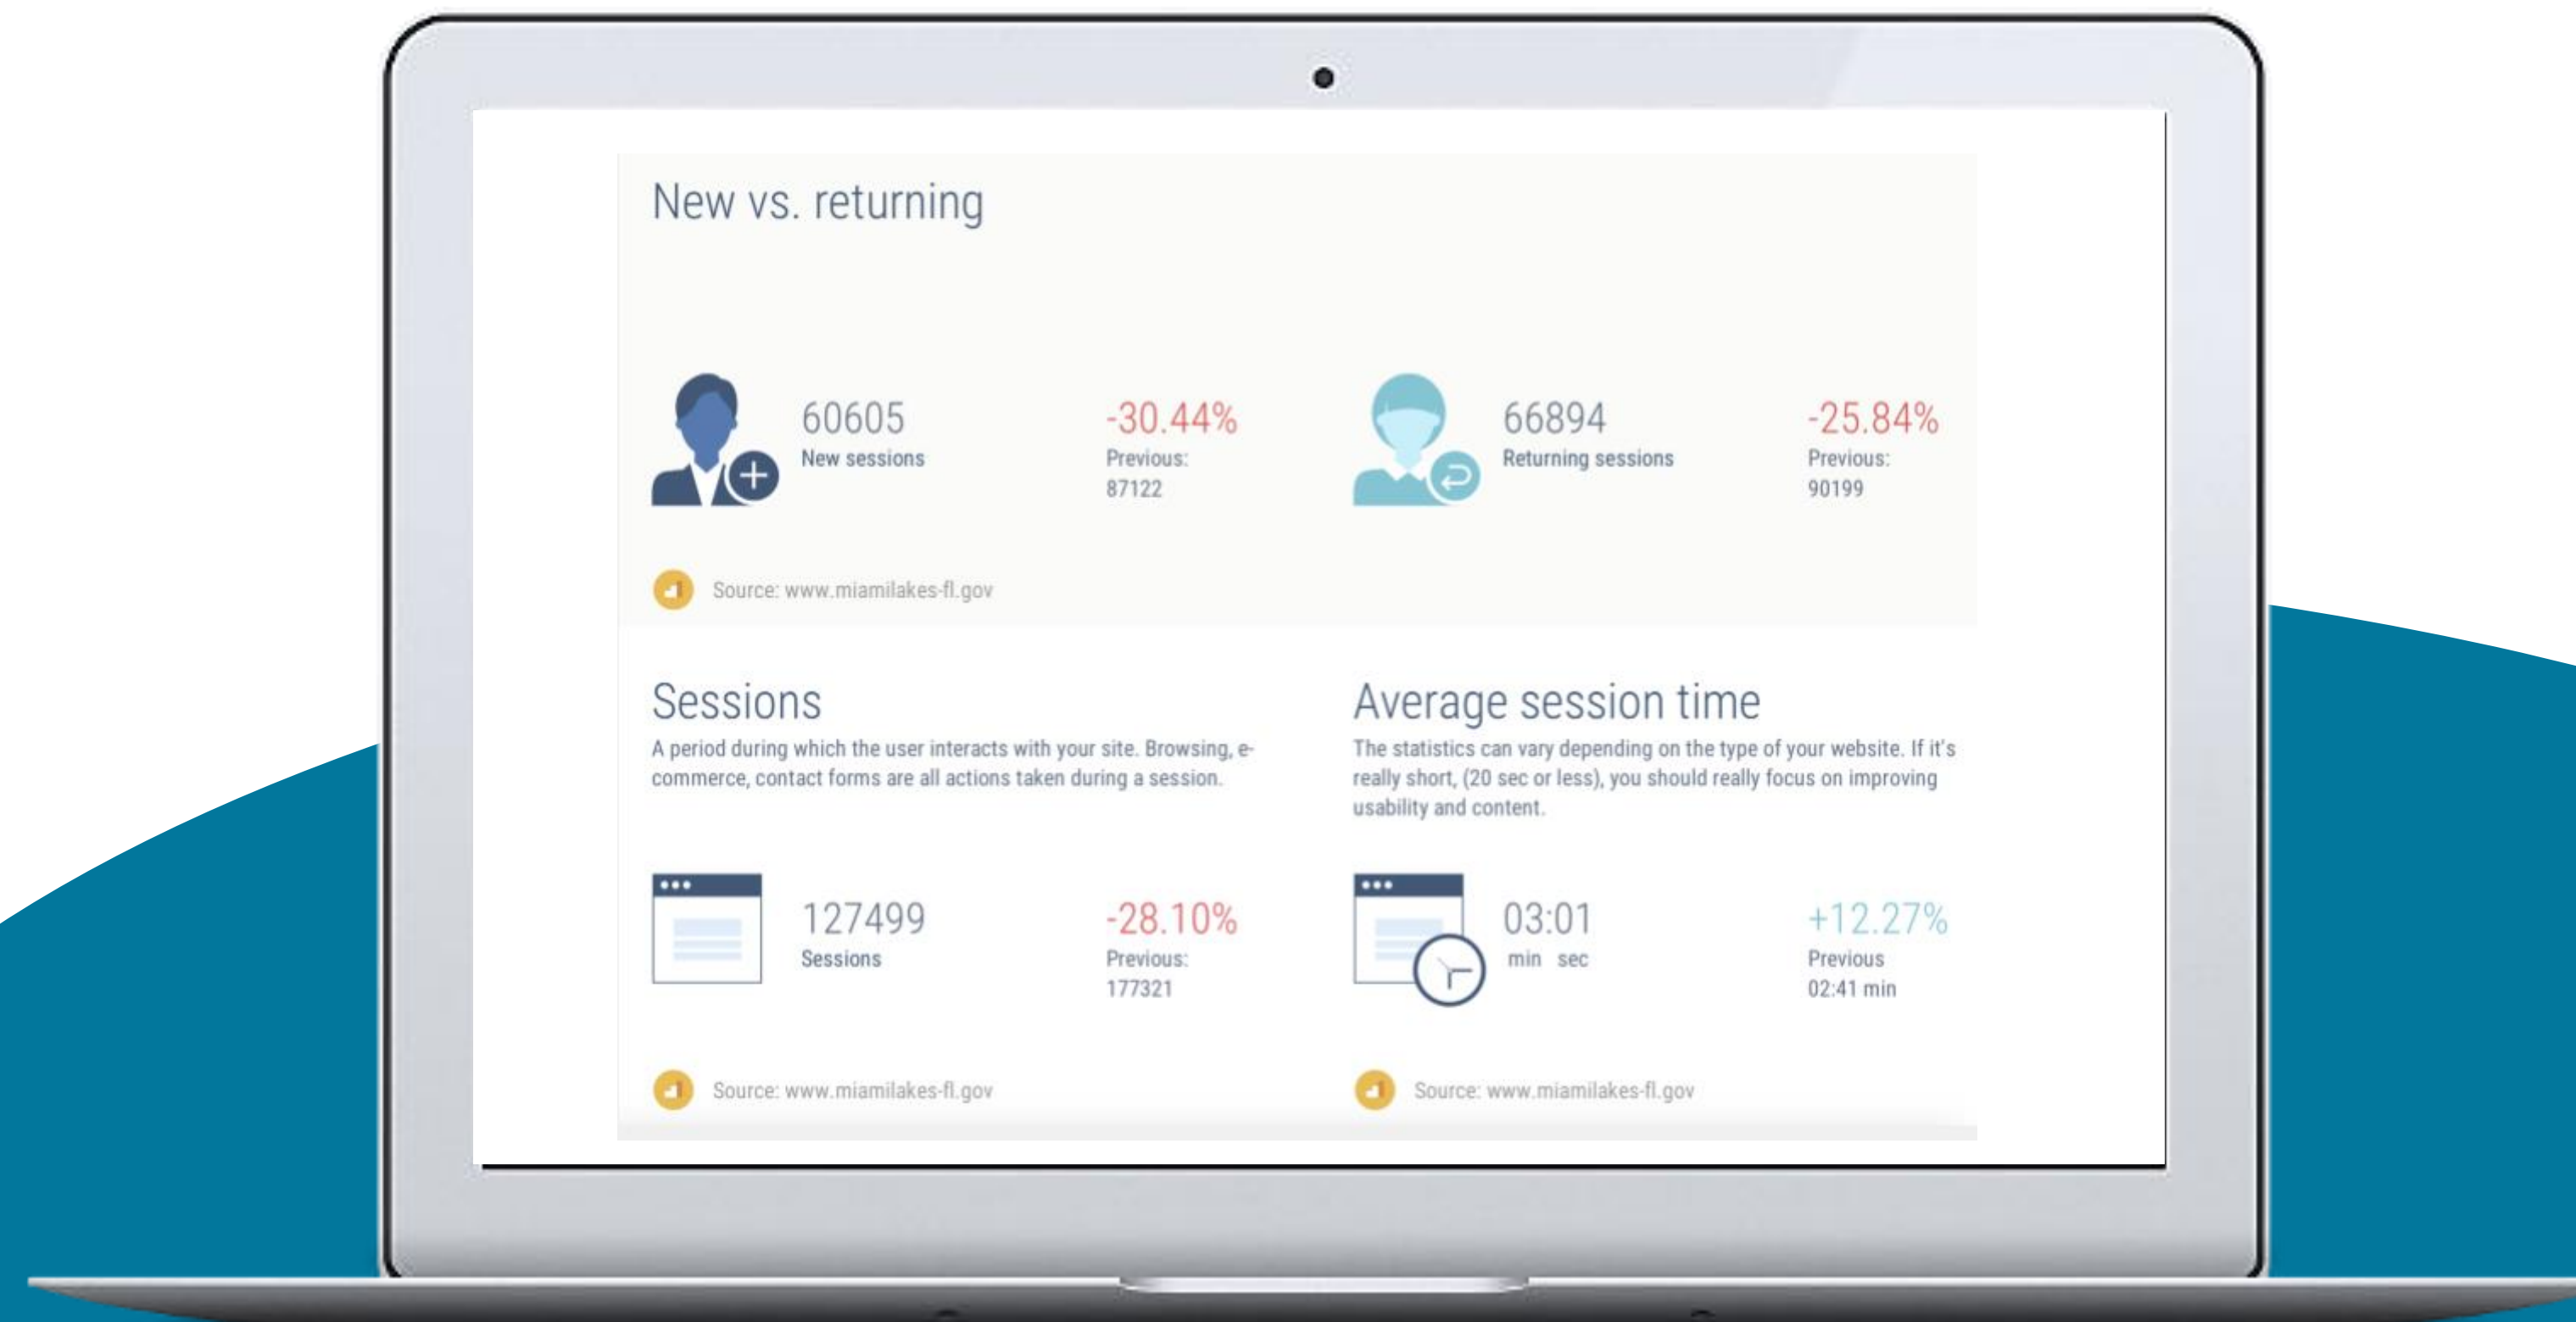 New vs. returning
60605
New sessions
-30.44%
Previous:
87122
66894
Returning sessions
-25.84%
Previous:
90199
Source: www.miamilakes-fl.gov
Sessions
A period during which the user interacts with your site. Browsing, e-
commerce, contact forms are all actions taken during a session.
127499
Sessions
-28.10%
Previous:
177321
Source: www.miamilakes-fl.gov
Average session time
The statistics can vary depending on the type of your website. If it's
really short, (20 sec or less), you should really focus on improving
usability and content.
03:01
min sec
+12.27%
Previous
02:41 min
Source: www.miamilakes-fl.gov